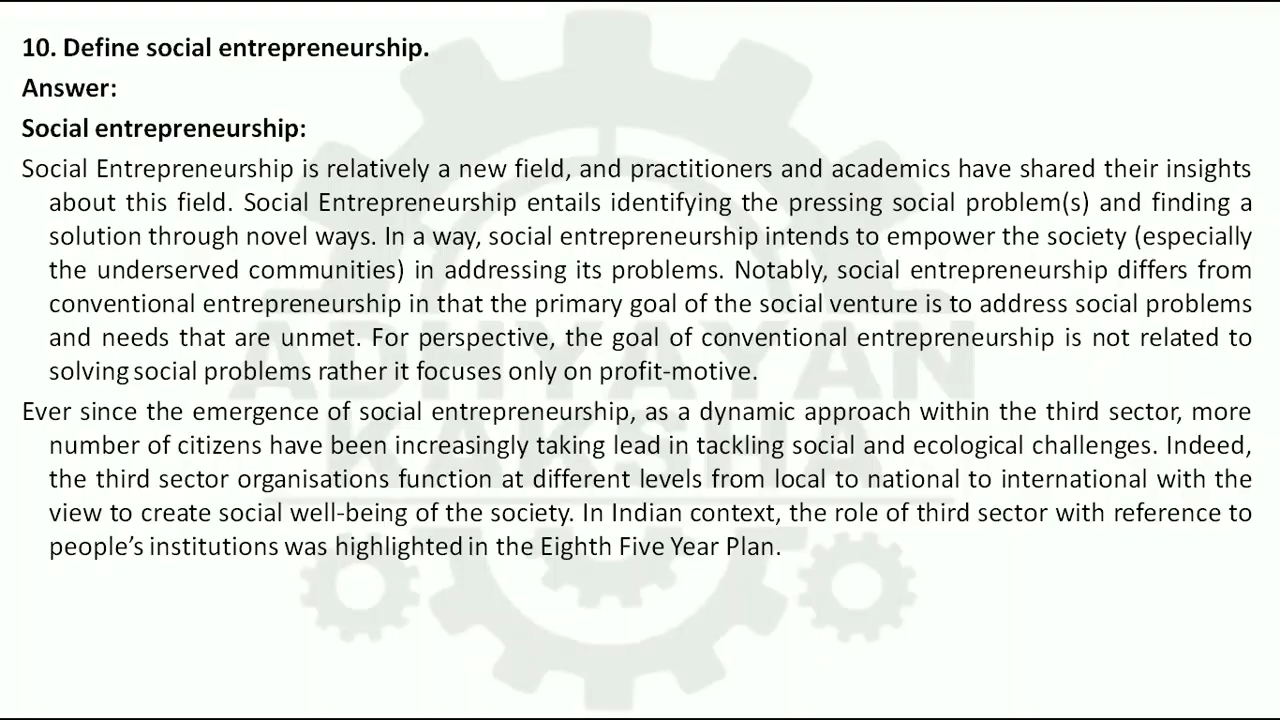 10. Define social entrepreneurship.
Answer:
Social entrepreneurship:
Social Entrepreneurship is relatively a new field, and practitioners and academics have shared their insights
about this field. Social Entrepreneurship entails identifying the pressing social problem(s) and finding a
solution through novel ways. In a way, social entrepreneurship intends to empower the society (especially
the underserved communities) in addressing its problems. Notably, social entrepreneurship differs from
conventional entrepreneurship in that the primary goal of the social venture is to address social problems
and needs that are unmet. For perspective, the goal of conventional entrepreneurship is not related to
solving social problems rather it focuses only on profit-motive.
Ever since the emergence of social entrepreneurship, as a dynamic approach within the third sector, more
number of citizens have been increasingly taking lead in tackling social and ecological challenges. Indeed,
the third sector organisations function at different levels from local to national to international with the
view to create social well-being of the society. In Indian context, the role of third sector with reference to
people's institutions was highlighted in the Eighth Five Year Plan.
ADHYAYAN
KAKSHA